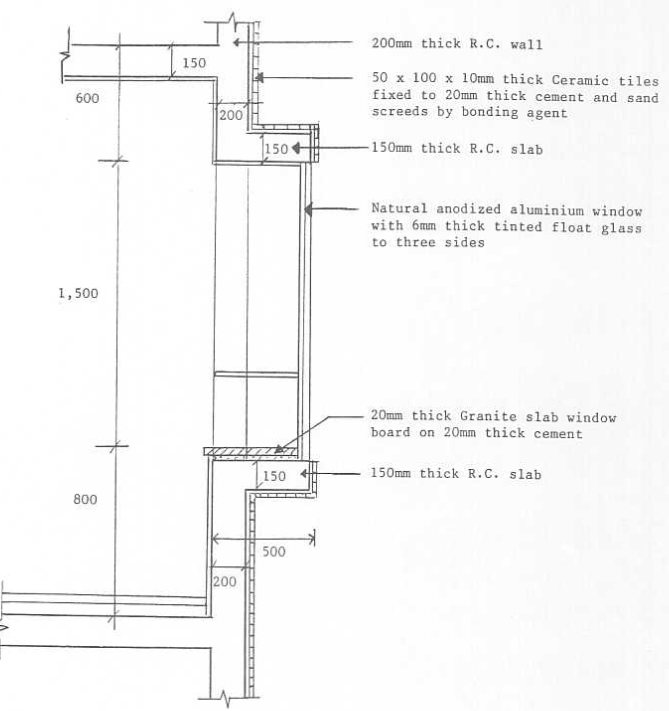 200mm thick R.C. wall
150
50 x 100 x 10mm thick Ceramic tiles
fixed to 20mm thick cement and sand
screeds by bonding agent
600
200
150
150mm thick R.C. slab
Natural anodized aluminium window
with 6mm thick tinted float glass
to three sides
1,500
20mm thick Granite slab window
board on 20mm thick cement
150
150mm thick R.C. slab
800
500
200